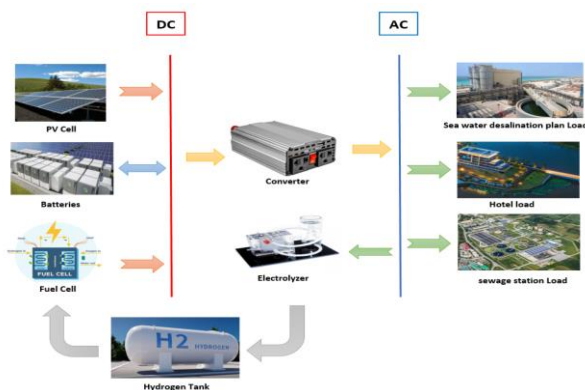 DC
AC
PV Cell
Sea water desalination plan Load
Batteries
Converter
Hotel load
FUEL CELL
Fuel Cell
Electrolyzer
sewage station Load
H2 HYDROGEN
Hydrogen Tank